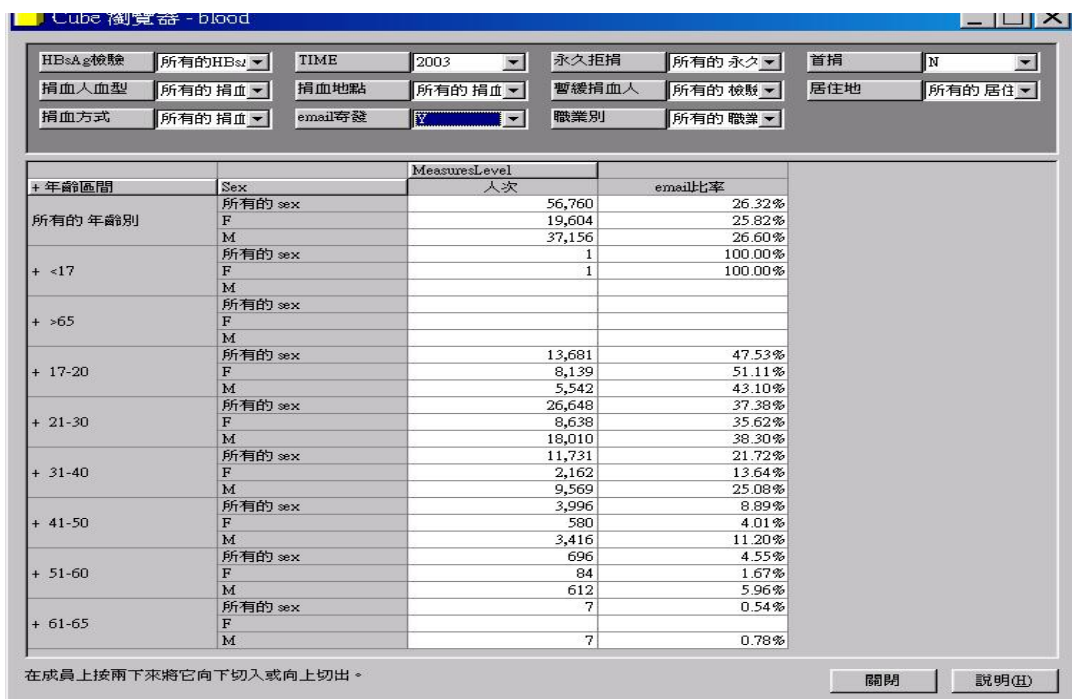 Cube 瀏覽器 - blood
HBsAg檢驗 所有的HBs TIME 2003 永久拒捐 所有的 永久 首捐 N
捐血人血型 所有的 捐血 捐血地點 所有的 捐血 暫緩捐血人 所有的 檢驗 居住地 所有的 居住
捐血方式 所有的 捐血 email寄發 Y 職業別 所有的 職業
MeasuresLevel
+ 年齡區間 Sex 人次 email比率
所有的 sex 56,760 26.32%
所有的 年齡別 F 19,604 25.82%
M 37,156 26.60%
所有的 sex 1 100.00%
+ <17 F 1 100.00%
M
所有的 sex
+ >65 F
M
所有的 sex 13,681 47.53%
+ 17-20 F 8,139 51.11%
M 5,542 43.10%
所有的 sex 26,648 37.38%
+ 21-30 F 8,638 35.62%
M 18,010 38.30%
所有的 sex 11,731 21.72%
+ 31-40 F 2,162 13.64%
M 9,569 25.08%
所有的 sex 3,996 8.89%
+ 41-50 F 580 4.01%
M 3,416 11.20%
所有的 sex 696 4.55%
+ 51-60 F 84 1.67%
M 612 5.96%
所有的 sex 7 0.54%
+ 61-65 F
M 7 0.78%
在成員上按兩下來將它向下切入或向上切出。 關閉 說明(H)